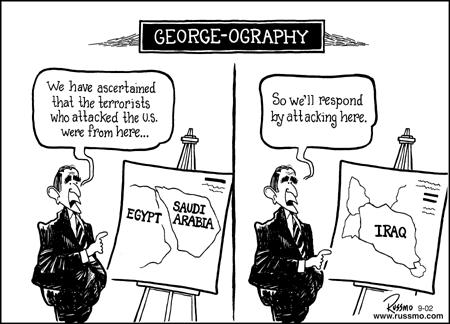 GEORGE-OGRAPHY
We have ascertained
that the terrorists
who attacked the U.S.
were from here...
EGYPT
SAUDI
ARABIA
So we'll respond
by attacking here.
IRAQ
RUSSMO 9-02
www.russmo.com